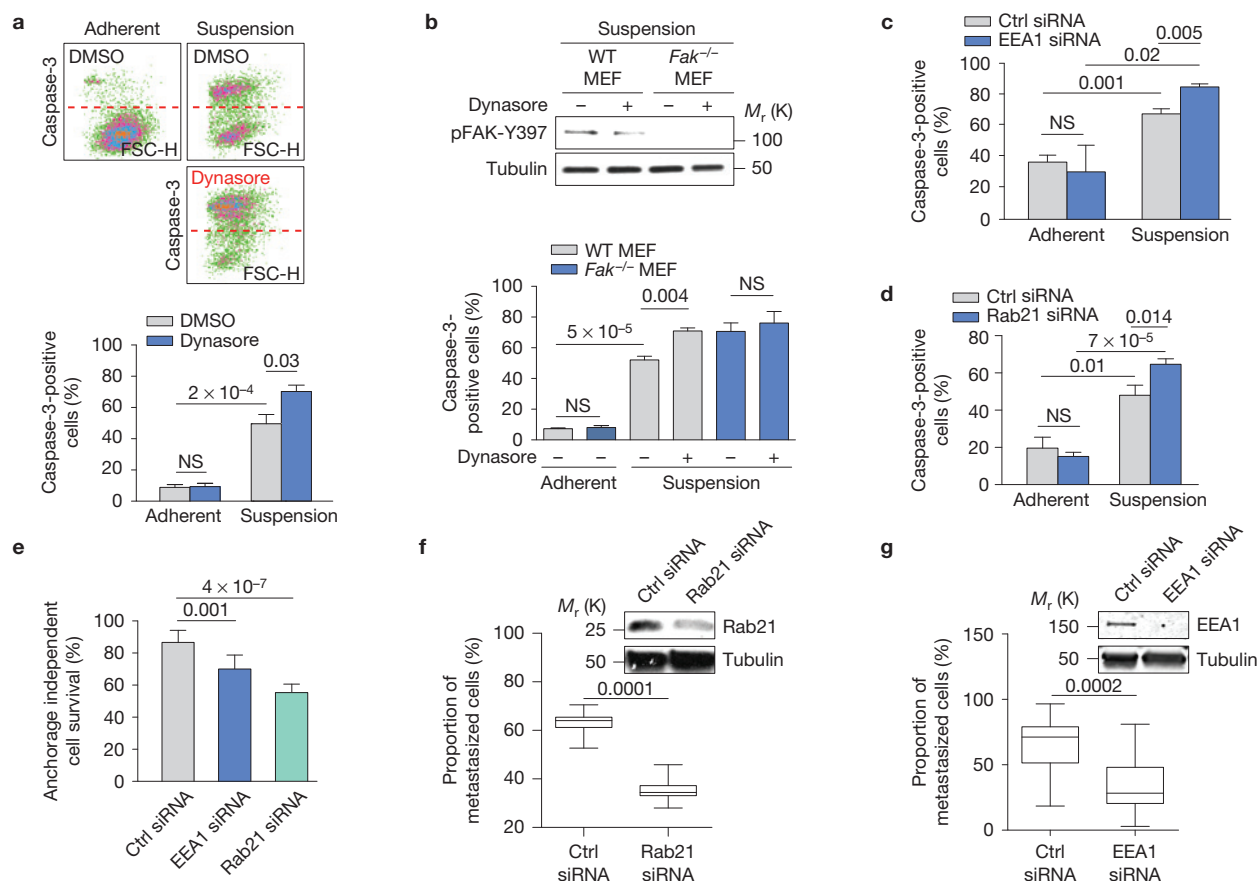 a
Adherent
Suspension
Caspase-3
DMSO
FSC-H
DMSO
FSC-H
Caspase-3
Dynasore
FSC-H
DMSO
Dynasore
Caspase-3-positive
cells (%)
100
80
60
40
20
0
NS
2 × 10⁻⁴
0.03
Adherent
Suspension
b
Suspension
WT
MEF
Fak⁻/⁻
MEF
Dynasore
– + – +
Mr (K)
pFAK-Y397
100
Tubulin
50
WT MEF
Fak⁻/⁻ MEF
Caspase-3-
positive cells (%)
100
80
60
40
20
0
NS
5 × 10⁻⁵
0.004
NS
Dynasore
– – – + – +
Adherent
Suspension
c
Ctrl siRNA
EEA1 siRNA
Caspase-3-positive
cells (%)
100
80
60
40
20
0
NS
0.001
0.02
0.005
Adherent
Suspension
d
Ctrl siRNA
Rab21 siRNA
Caspase-3-positive
cells (%)
80
60
40
20
0
NS
0.01
7 × 10⁻⁵
0.014
Adherent
Suspension
e
Anchorage independent
cell survival (%)
100
80
60
40
20
0
4 × 10⁻⁷
0.001
Ctrl siRNA
EEA1 siRNA
Rab21 siRNA
f
Ctrl siRNA
Rab21 siRNA
Mr (K)
25
Rab21
50
Tubulin
Proportion of
metastasized cells (%)
100
80
60
40
20
0.0001
Ctrl
siRNA
Rab21
siRNA
g
Ctrl siRNA
EEA1 siRNA
Mr (K)
150
EEA1
50
Tubulin
Proportion of
metastasized cells (%)
150
100
50
0
0.0002
Ctrl
siRNA
EEA1
siRNA